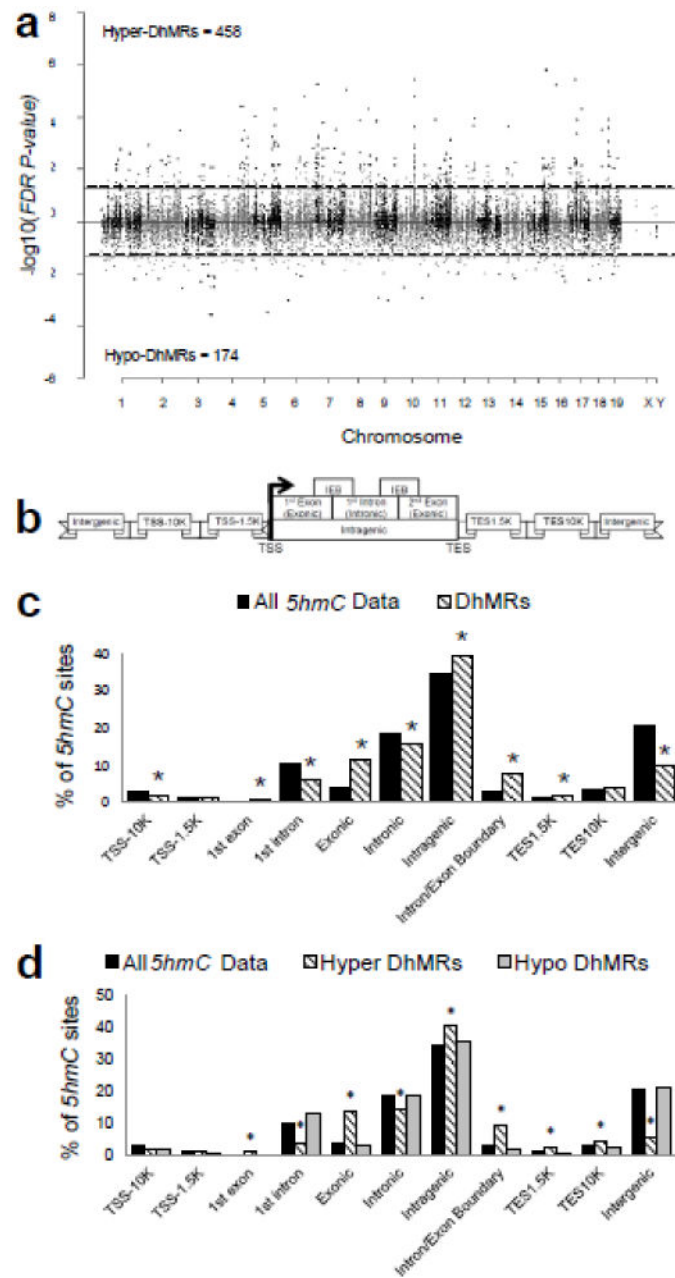 a
8
6
4
2
0
2
-4
-6
-log10(FDR P-value)
Hyper-DhMRs = 458
Hypo-DhMRs = 174
1 2 3 4 5 6 7 8 9 10 11 12 13 14 15 16 17 18 19 X Y
Chromosome
b
IEB IEB
1st Exon (Exonic) 1st Intron (Intronic) 2nd Exon (Exonic)
Intergenic TSS-10K TSS-1.5K Intragenic TES1.5K TES10K Intergenic
TSS TES
c
All 5hmC Data DhMRs
% of 5hmC sites
40
30
20
10
0
* * * * * * * * *
TSS-10K
TSS-1.5K
1st exon
1st intron
Exonic
Intronic
Intragenic
Intron/Exon Boundary
TES1.5K
TES10K
Intergenic
d
All 5hmC Data Hyper DhMRs Hypo DhMRs
% of 5hmC sites
50
40
30
20
10
0
* * * * * * * * *
TSS-10K
TSS-1.5K
1st exon
1st intron
Exonic
Intronic
Intragenic
Intron/Exon Boundary
TES1.5K
TES10K
Intergenic